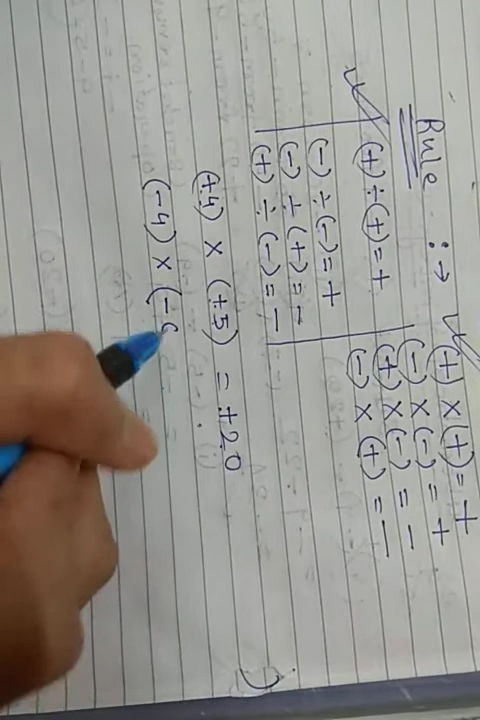 Rule :→
(+) ÷ (+) = +
(-) ÷ (-) = +
(-) ÷ (+) = -
(+) ÷ (-) = -
(+) × (+) = +
(-) × (-) = +
(+) × (-) = -
(-) × (+) = -
(+4) × (+5) = +20
(-4) × (-